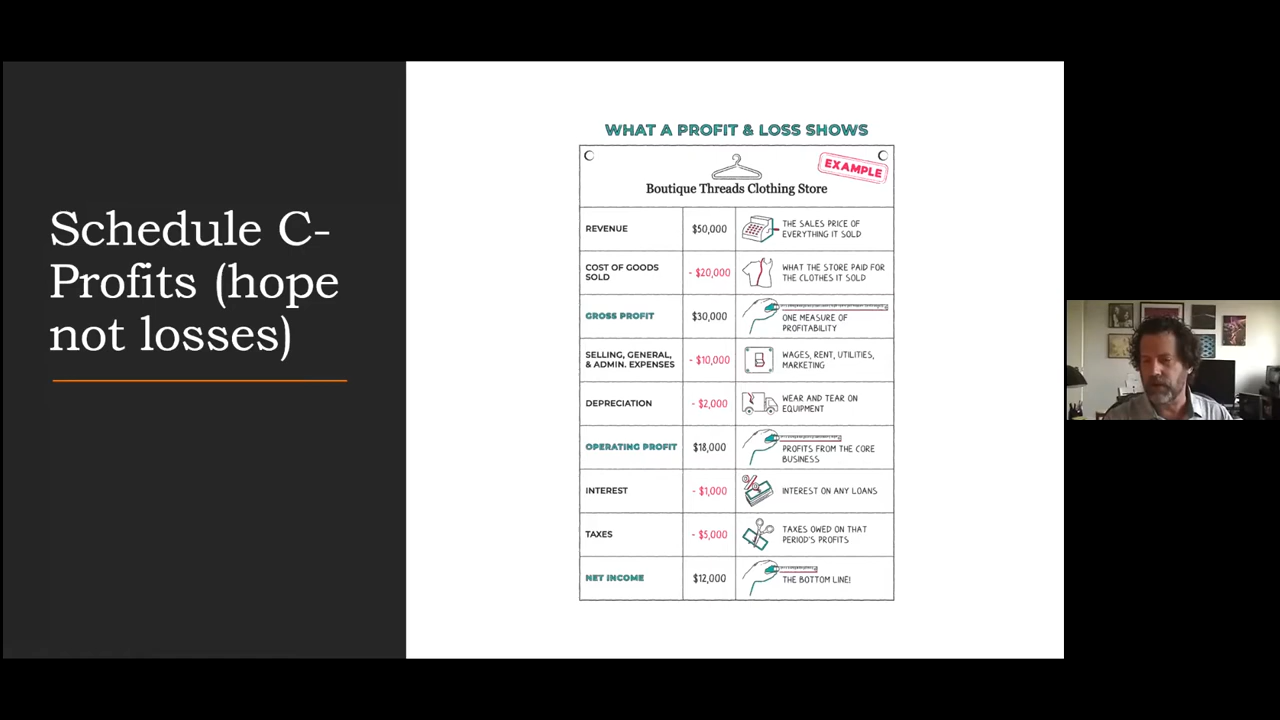 Schedule C-
Profits (hope
not losses)
WHAT A PROFIT & LOSS SHOWS
EXAMPLE
Boutique Threads Clothing Store
REVENUE $50,000 THE SALES PRICE OF
EVERYTHING IT SOLD
COST OF GOODS
SOLD
- $20,000
WHAT THE STORE PAID FOR
THE CLOTHES IT SOLD
GROSS PROFIT $30,000
ONE MEASURE OF
PROFITABILITY
SELLING, GENERAL,
& ADMIN. EXPENSES
- $10,000
WAGES, RENT, UTILITIES,
MARKETING
DEPRECIATION - $2,000
WEAR AND TEAR ON
EQUIPMENT
OPERATING PROFIT $18,000
PROFITS FROM THE CORE
BUSINESS
INTEREST - $1,000 INTEREST ON ANY LOANS
TAXES - $5,000
TAXES OWED ON THAT
PERIOD'S PROFITS
NET INCOME $12,000 THE BOTTOM LINE!